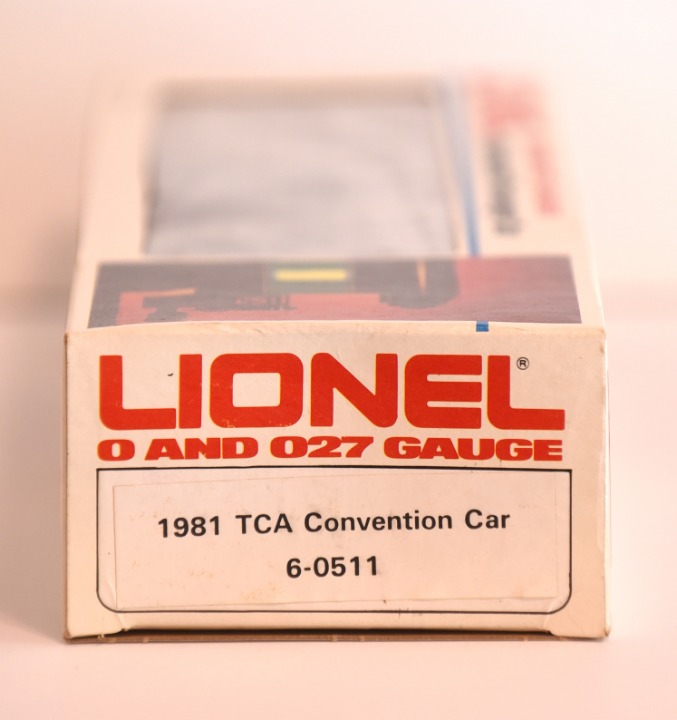 LIONEL®
O AND O27 GAUGE
1981 TCA Convention Car
6-0511